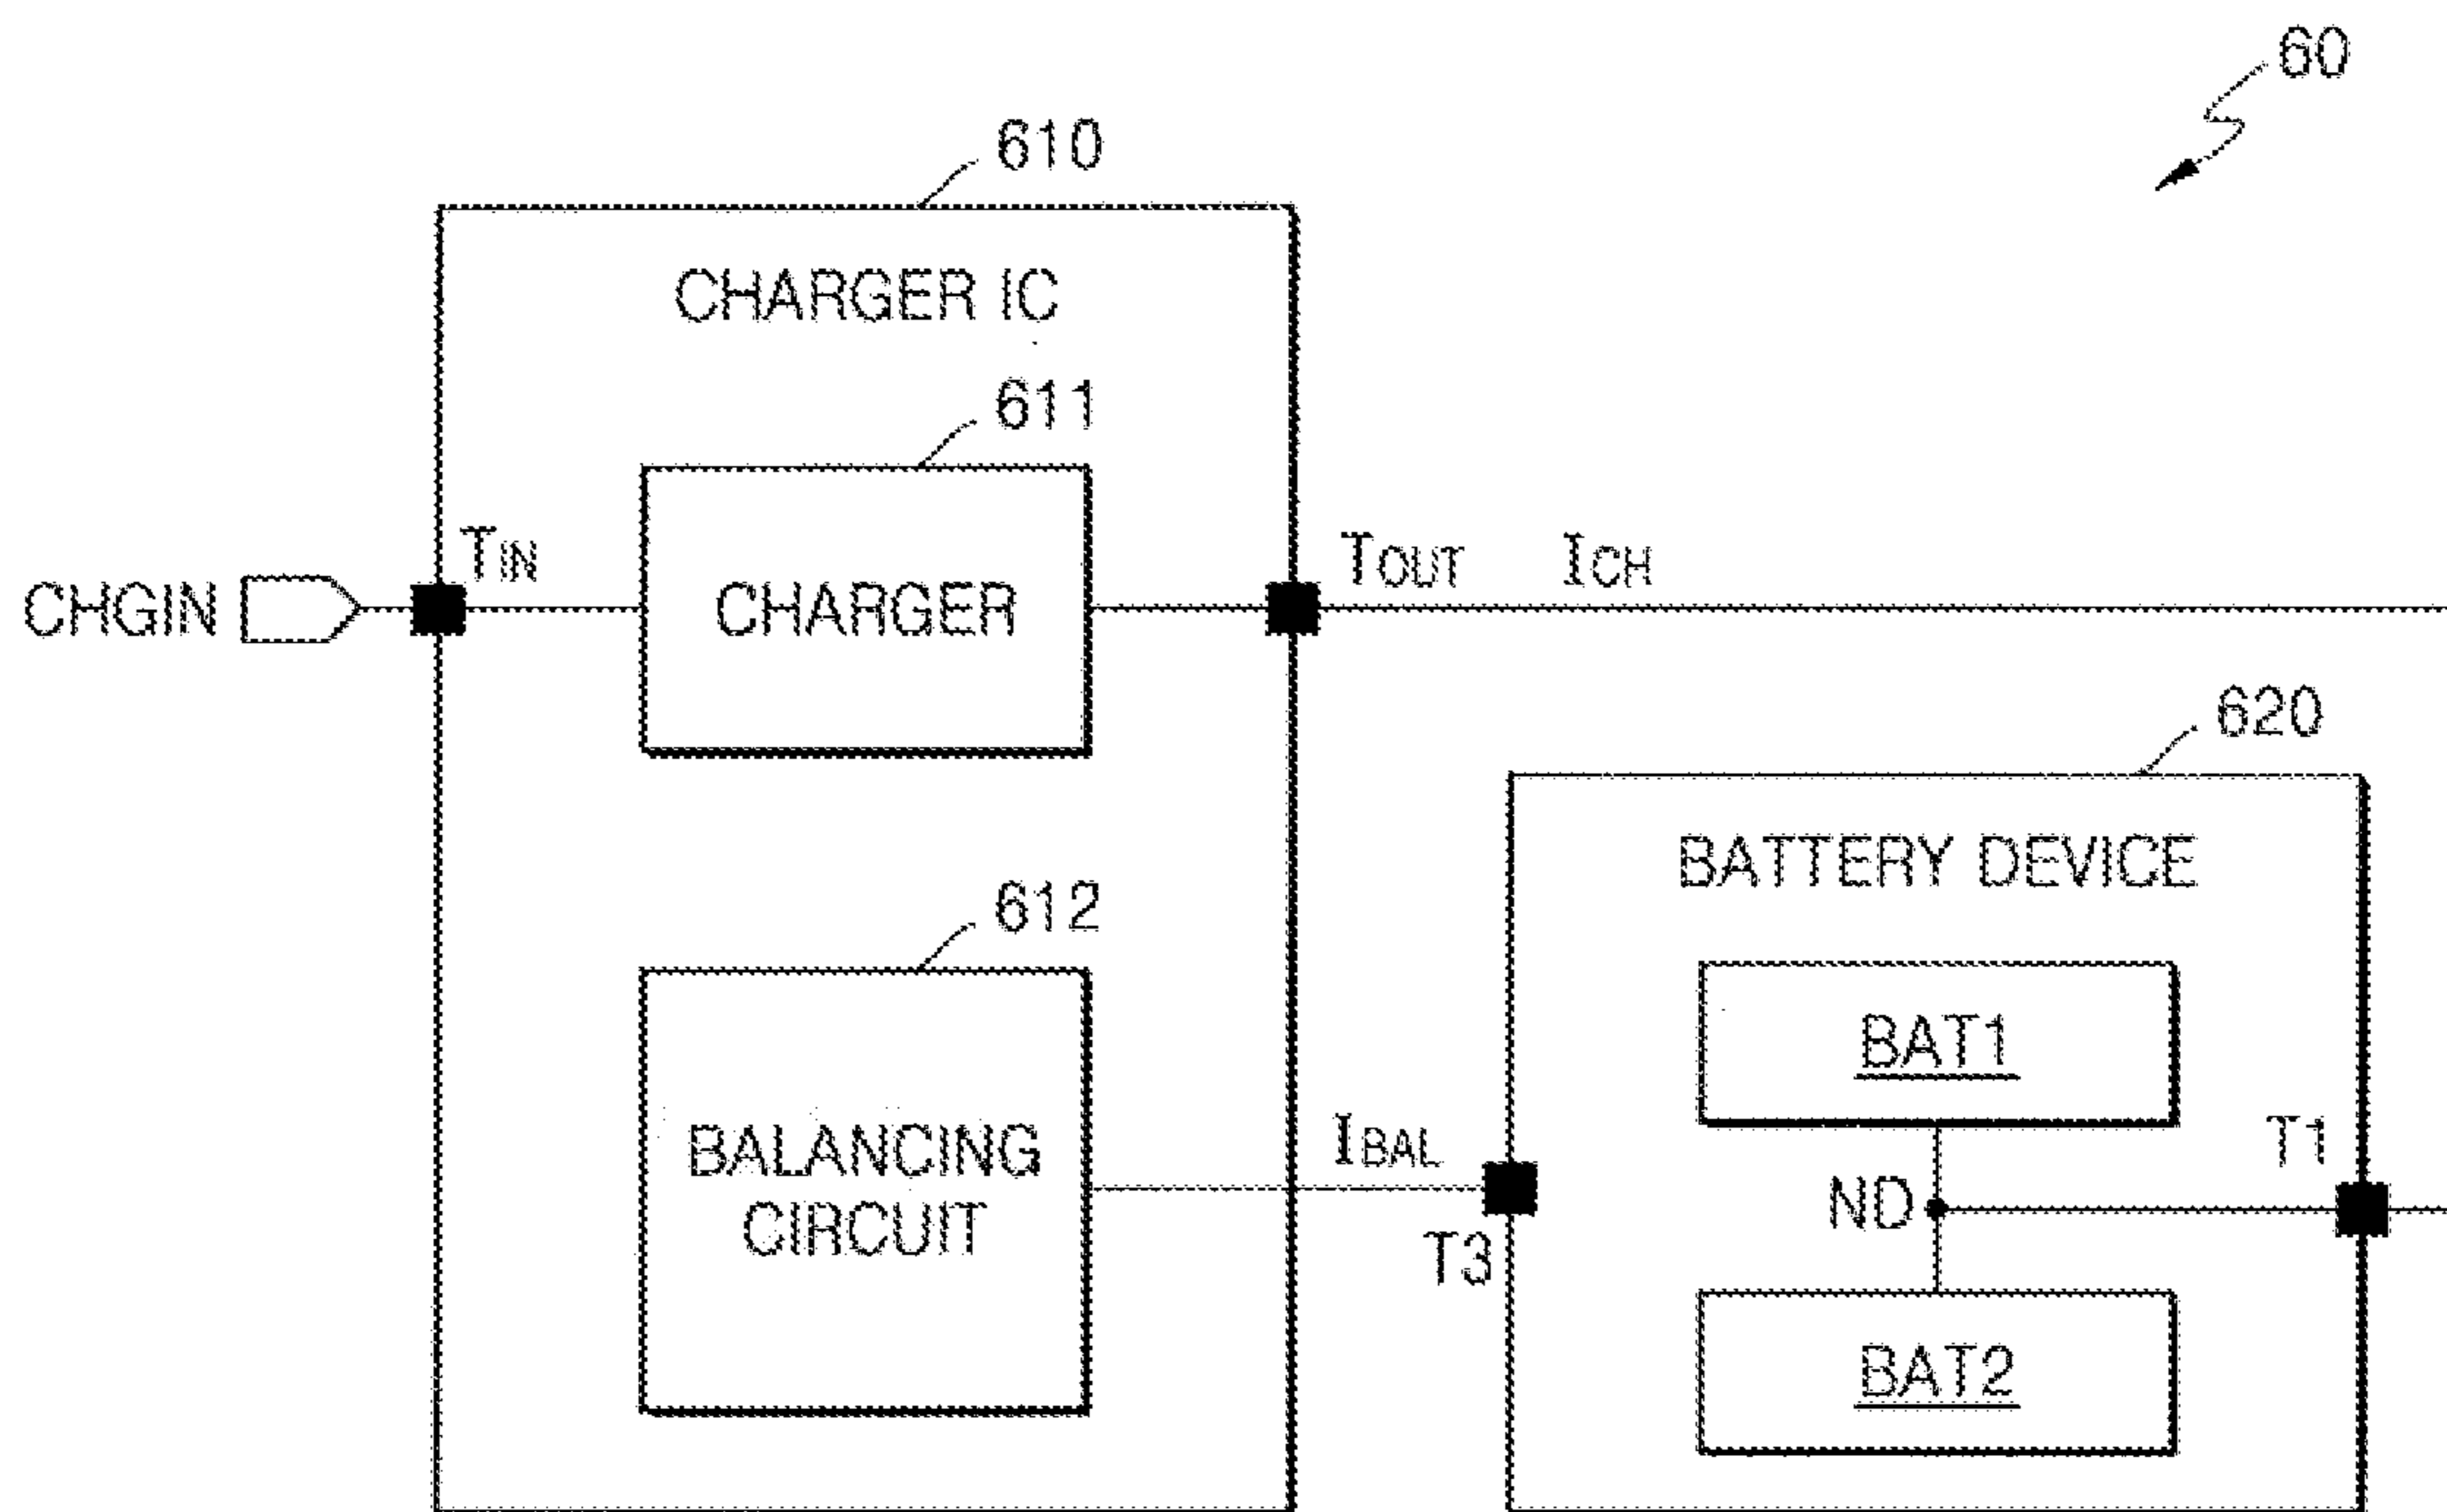 60
610
CHARGER IC
611
CHGIN
TIN
CHARGER
TOUT
ICH
620
BATTERY DEVICE
612
BALANCING
CIRCUIT
IBAL
T3
BAT1
ND
T1
BAT2